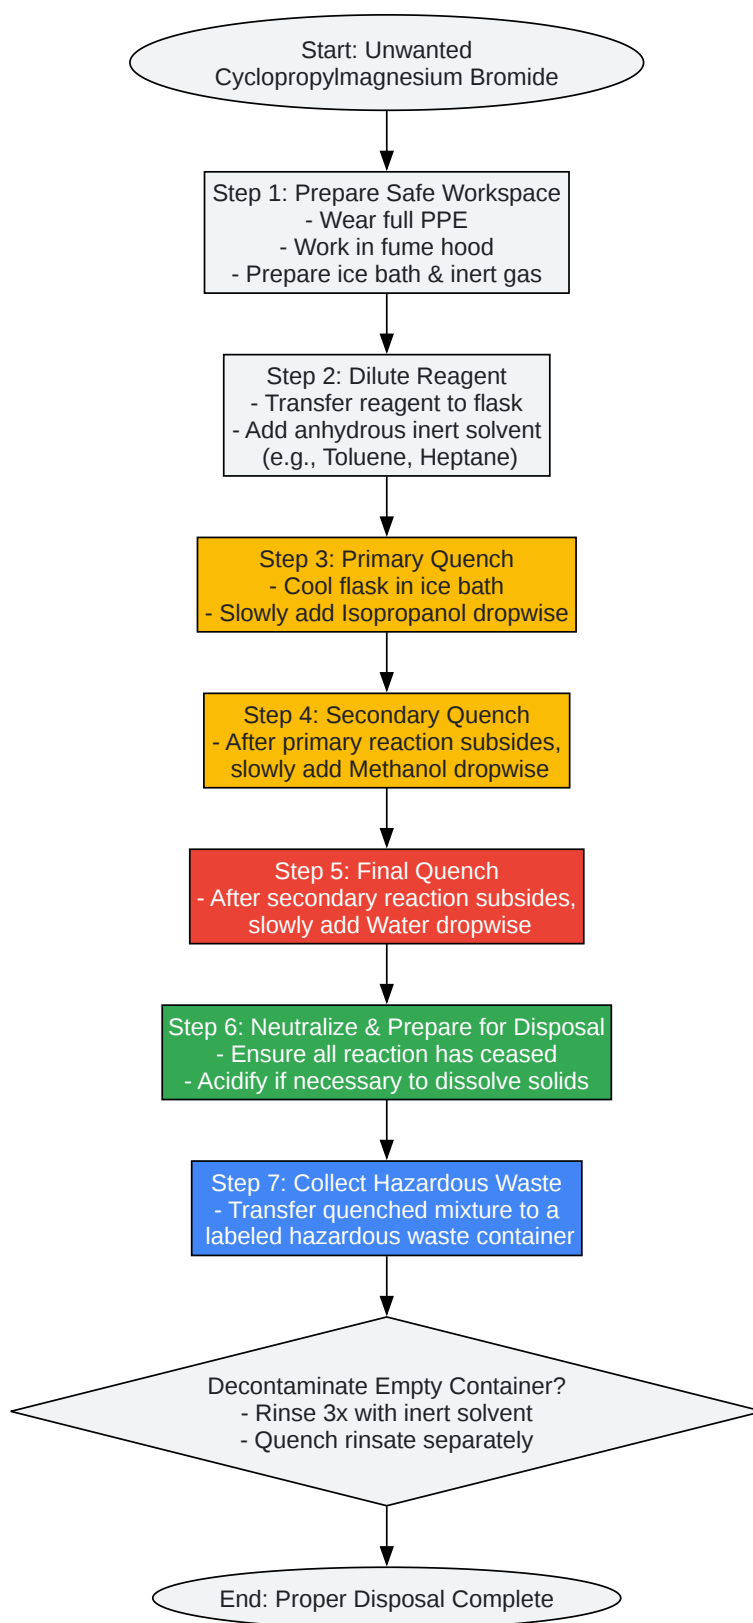 Start: Unwanted
Cyclopropylmagnesium Bromide
Step 1: Prepare Safe Workspace
- Wear full PPE
- Work in fume hood
- Prepare ice bath & inert gas
Step 2: Dilute Reagent
- Transfer reagent to flask
- Add anhydrous inert solvent
(e.g., Toluene, Heptane)
Step 3: Primary Quench
- Cool flask in ice bath
- Slowly add Isopropanol dropwise
Step 4: Secondary Quench
- After primary reaction subsides,
slowly add Methanol dropwise
Step 5: Final Quench
- After secondary reaction subsides,
slowly add Water dropwise
Step 6: Neutralize & Prepare for Disposal
- Ensure all reaction has ceased
- Acidify if necessary to dissolve solids
Step 7: Collect Hazardous Waste
- Transfer quenched mixture to a
labeled hazardous waste container
Decontaminate Empty Container?
- Rinse 3x with inert solvent
- Quench rinsate separately
End: Proper Disposal Complete